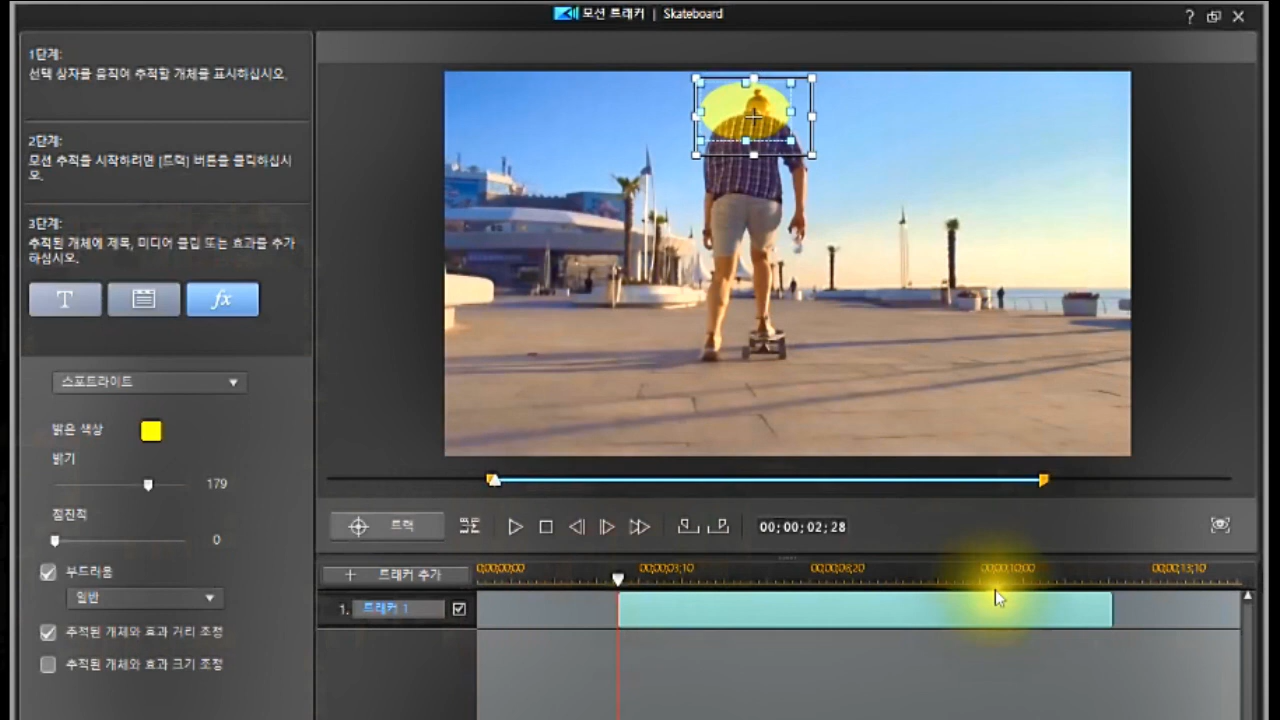 모션 트래커 | Skateboard
?
1단계:
선택 상자를 움직여 추적할 개체를 표시하십시오.
2단계:
모션 추적을 시작하려면 [트랙] 버튼을 클릭하십시
오.
3단계:
추적된 개체에 제목, 미디어 클립 또는 효과를 추가
하십시오.
T
fx
스포트라이트
밝은 색상
밝기
179
점진적
0
부드러움
일반
추적된 개체와 효과 거리 조정
추적된 개체와 효과 크기 조정
트랙
00;00;02;28
+ 트래커 추가
0;00;00;00 00;00;03;10 00;00;08;20 00;00;10;00 00;00;13;10
1. 트래커 1